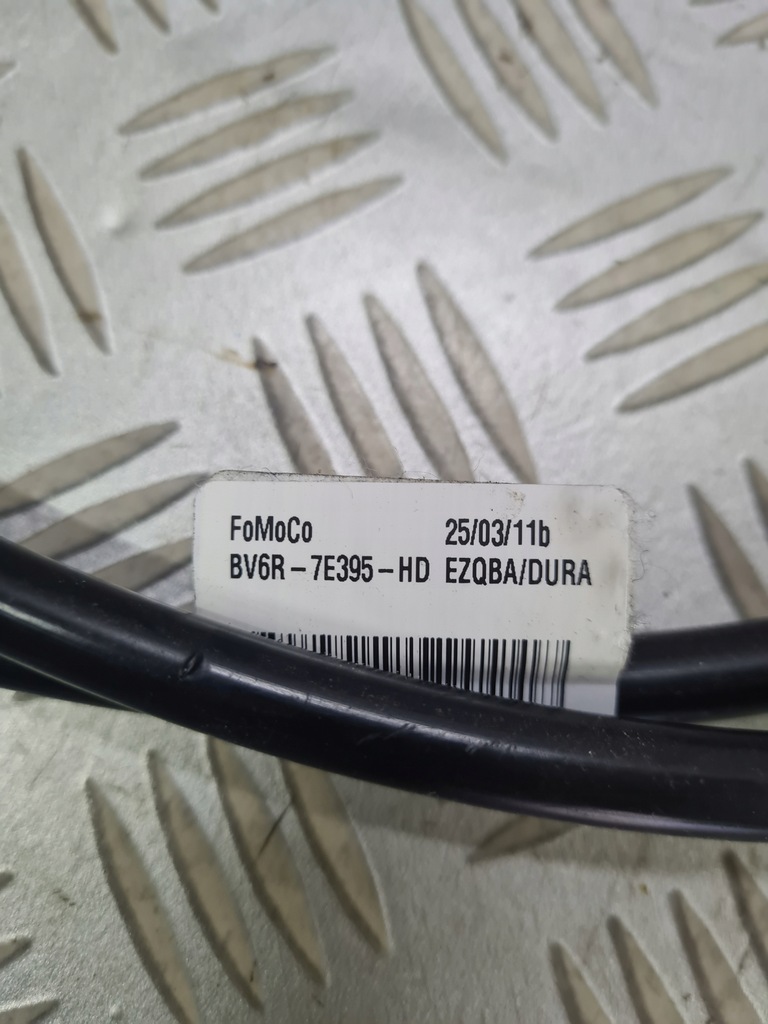 FoMoCo 25/03/11b
BV6R-7E395-HD EZQBA/DURA